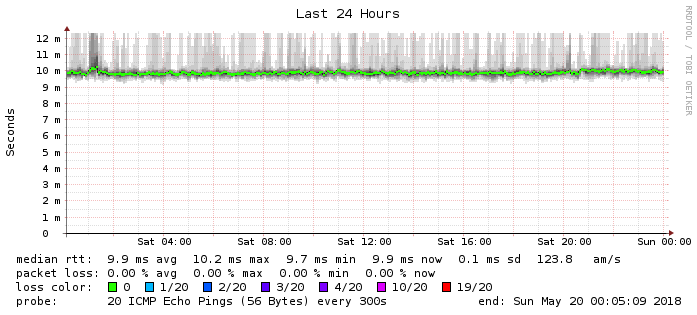 Last 24 Hours
RRDTOOL / TOBI OETIKER
Seconds
12 m
11 m
10 m
9 m
8 m
7 m
6 m
5 m
4 m
3 m
2 m
1 m
0
Sat 04:00 Sat 08:00 Sat 12:00 Sat 16:00 Sat 20:00 Sun 00:00
median rtt: 9.9 ms avg 10.2 ms max 9.7 ms min 9.9 ms now 0.1 ms sd 123.8 am/s
packet loss: 0.00 % avg 0.00 % max 0.00 % min 0.00 % now
loss color: 0 1/20 2/20 3/20 4/20 10/20 19/20
probe: 20 ICMP Echo Pings (56 Bytes) every 300s end: Sun May 20 00:05:09 2018